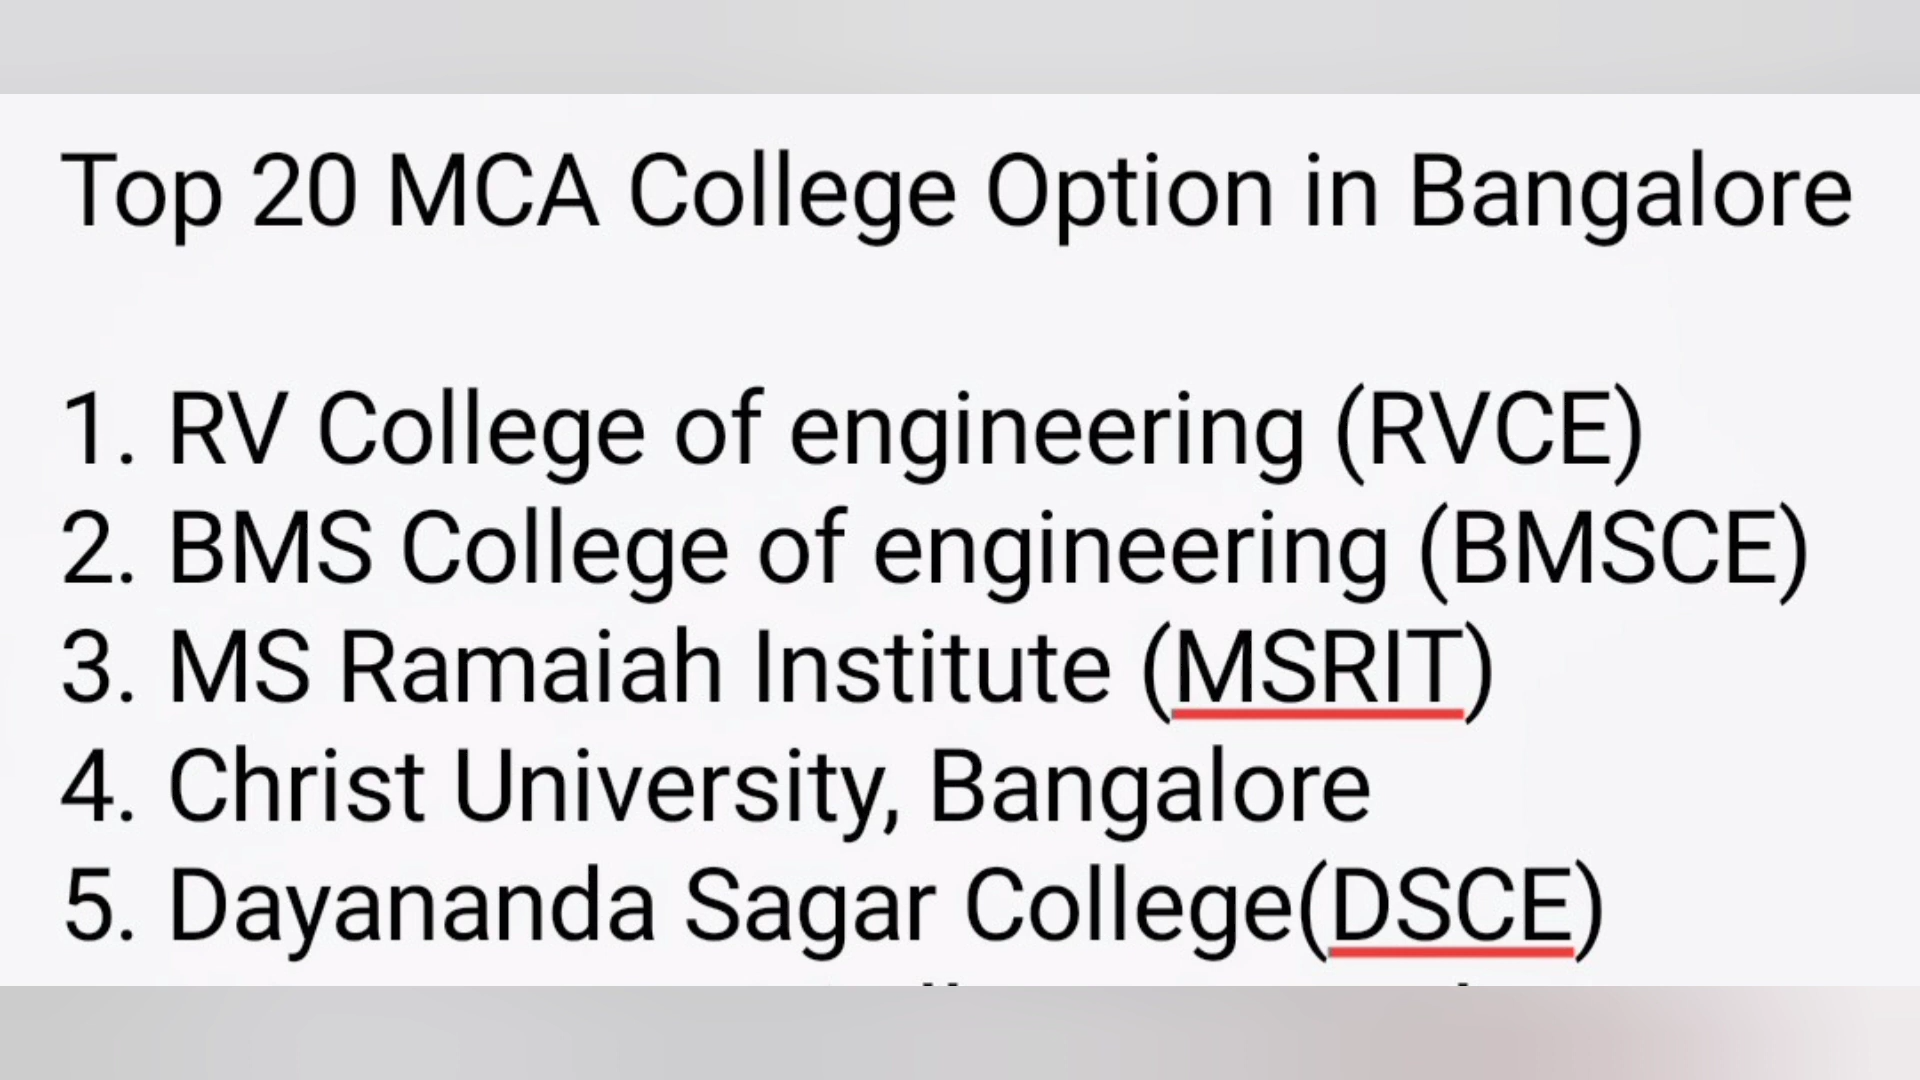 Top 20 MCA College Option in Bangalore
1. RV College of engineering (RVCE)
2. BMS College of engineering (BMSCE)
3. MS Ramaiah Institute (MSRIT)
4. Christ University, Bangalore
5. Dayananda Sagar College(DSCE)